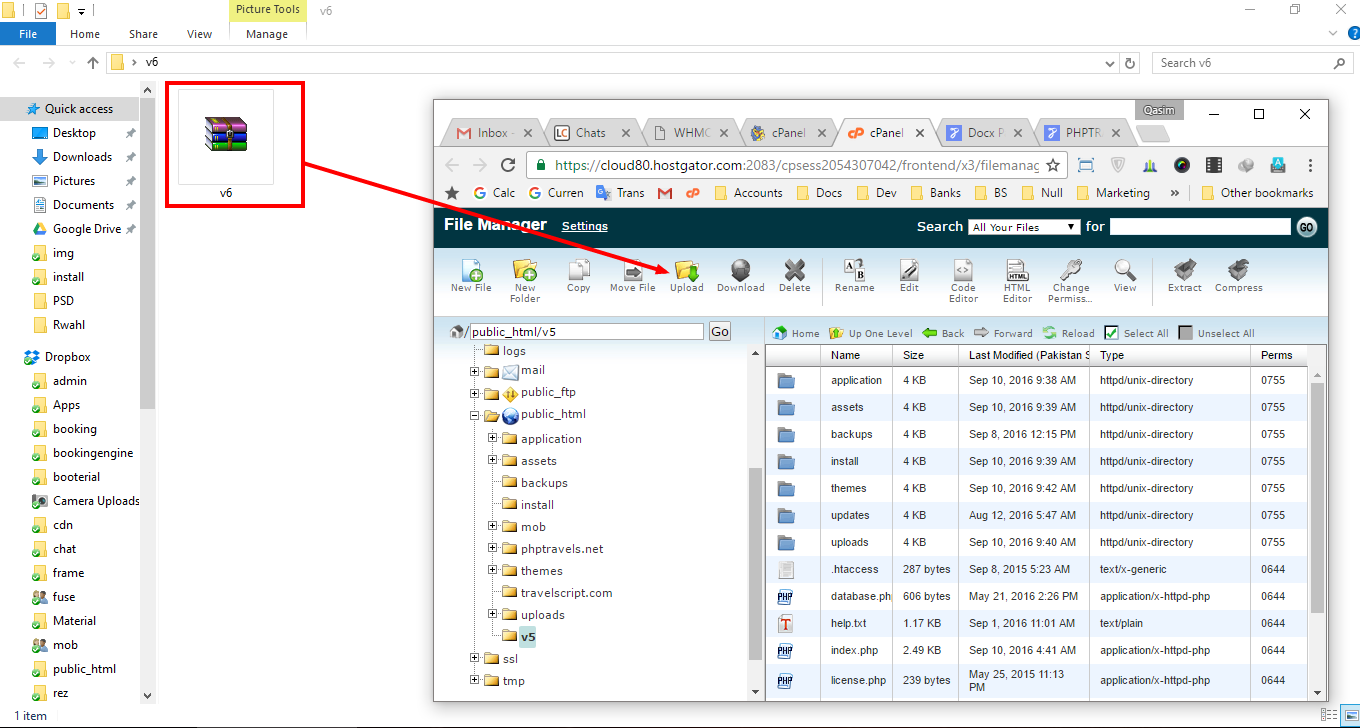 Picture Tools
v6
File
Home
Share
View
Manage
v6
Search v6
Quick access
Desktop
Downloads
Pictures
Documents
Google Drive
img
install
PSD
Rwahl
Dropbox
admin
Apps
booking
bookingengine
booterial
Camera Uploads
cdn
chat
frame
fuse
Material
mob
public_html
rez
1 item
v6
Qasim
Inbox -
LC Chats
WHMC
cPanel
cPanel
Docx P
PHPTR
https://cloud80.hostgator.com:2083/cpsess2054307042/frontend/x3/filemanag
Calc
Curren
Trans
Accounts
Docs
Dev
Banks
BS
Null
Marketing
»
Other bookmarks
File Manager
Settings
Search
All Your Files
for
GO
New File
New Folder
Copy
Move File
Upload
Download
Delete
Rename
Edit
Code Editor
HTML Editor
Change Permiss...
View
Extract
Compress
/ public_html/v5
Go
Home
Up One Level
Back
Forward
Reload
Select All
Unselect All
logs
mail
public_ftp
public_html
application
assets
backups
install
mob
phptravels.net
themes
travelscript.com
uploads
v5
ssl
tmp
Name Size Last Modified (Pakistan S Type Perms
application 4 KB Sep 10, 2016 9:38 AM httpd/unix-directory 0755
assets 4 KB Sep 10, 2016 9:39 AM httpd/unix-directory 0755
backups 4 KB Sep 8, 2016 12:15 PM httpd/unix-directory 0755
install 4 KB Sep 10, 2016 9:39 AM httpd/unix-directory 0755
themes 4 KB Sep 10, 2016 9:42 AM httpd/unix-directory 0755
updates 4 KB Aug 12, 2016 5:47 AM httpd/unix-directory 0755
uploads 4 KB Sep 10, 2016 9:40 AM httpd/unix-directory 0755
.htaccess 287 bytes Sep 8, 2015 5:23 AM text/x-generic 0644
database.ph 606 bytes May 21, 2016 2:26 PM application/x-httpd-php 0644
help.txt 1.17 KB Sep 1, 2016 11:01 AM text/plain 0644
index.php 2.49 KB Sep 10, 2016 4:41 AM application/x-httpd-php 0644
license.php 239 bytes May 25, 2015 11:13 PM application/x-httpd-php 0644